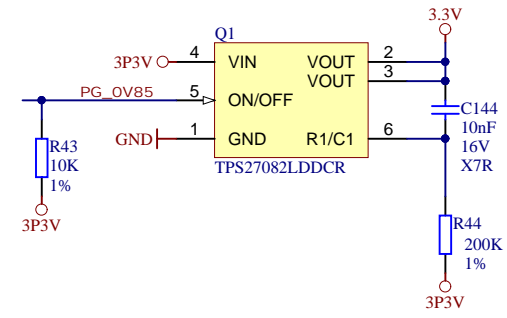 Q1
3.3V
3P3V
4
VIN
VOUT
2
VOUT
3
PG_0V85
5
ON/OFF
C144
10nF
16V
X7R
GND
1
GND
R1/C1
6
R43
10K
1%
TPS27082LDDCR
3P3V
R44
200K
1%
3P3V